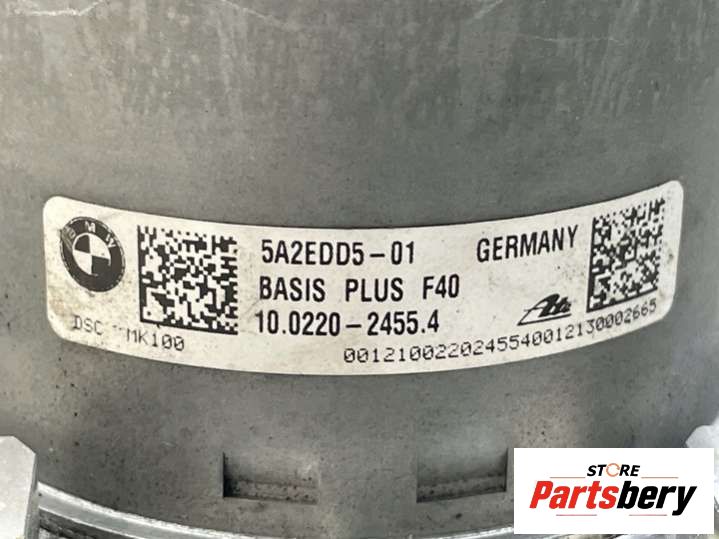 BMW
5A2EDD5-01 GERMANY
BASIS PLUS F40
10.0220-2455.4 Ate
DSC MK100
0012100220245540012130002665
STORE
Partsbery